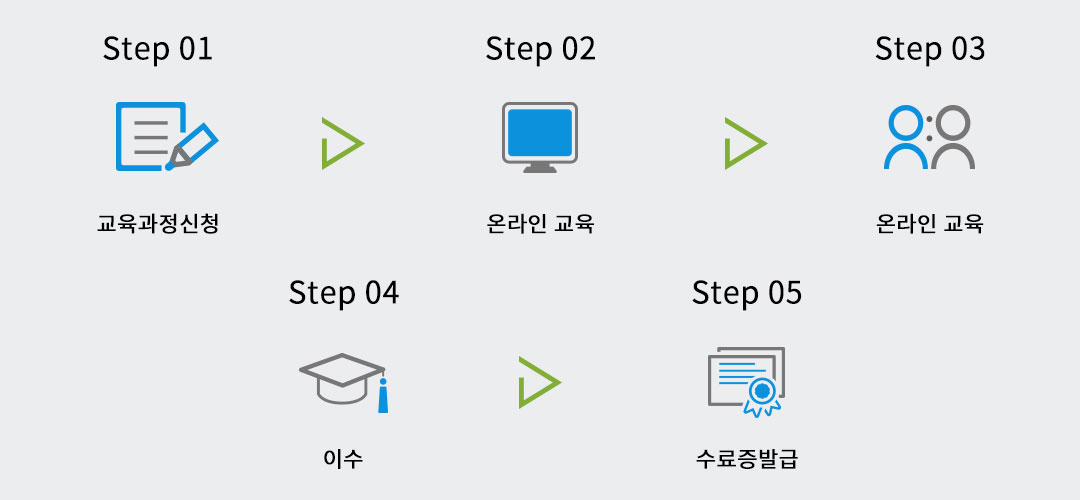 Step 01
Step 02
Step 03
교육과정신청
온라인 교육
온라인 교육
Step 04
Step 05
이수
수료증발급